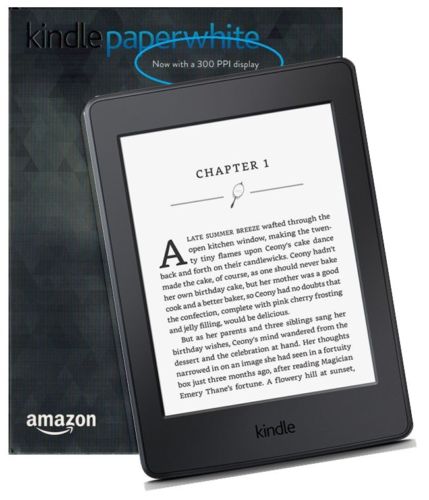 kindle paperwhite
Now with a 300 PPI display
CHAPTER 1
A LATE SUMMER BREEZE wafted through the
open kitchen window, making the twen-
ty tiny flames upon Ceony's cake dance
back and forth on their candlewicks. Ceony hadn't
made the cake, of course, as one should never bake
her own birthday cake, but her mother was a good
cook and a better baker, so Ceony had no doubts that
the confection, complete with pink cherry frosting
and jelly filling, would be delicious.
But as her parents and three siblings sang her
birthday wishes, Ceony's mind wandered from the
dessert and the celebration at hand. Her thoughts
narrowed in on an image she had seen in a fortuity
box just three months ago, after reading Magician
Emery Thane's fortune. A flowery hill at sunset,
kindle
amazon